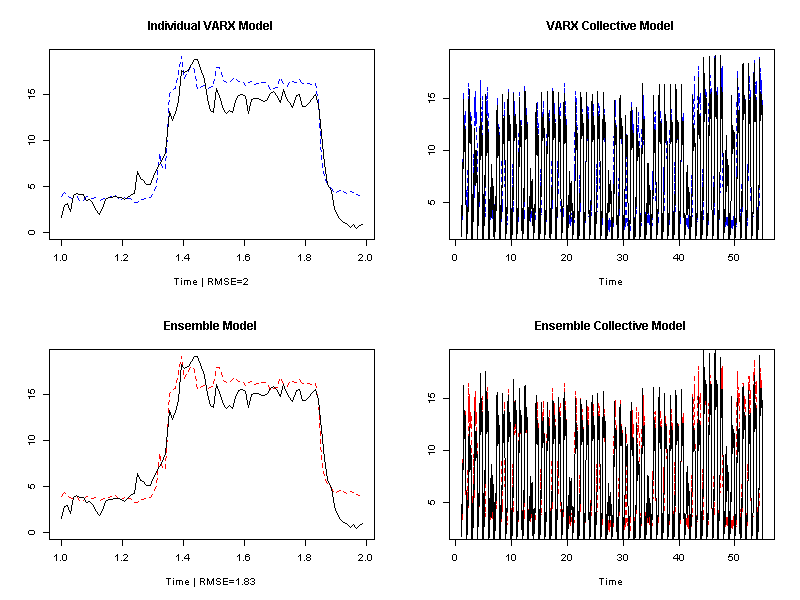 Individual VARX Model
15
10
5
0
1.0 1.2 1.4 1.6 1.8 2.0
Time | RMSE=2
VARX Collective Model
15
10
5
0 10 20 30 40 50
Time
Ensemble Model
15
10
5
0
1.0 1.2 1.4 1.6 1.8 2.0
Time | RMSE=1.83
Ensemble Collective Model
15
10
5
0 10 20 30 40 50
Time